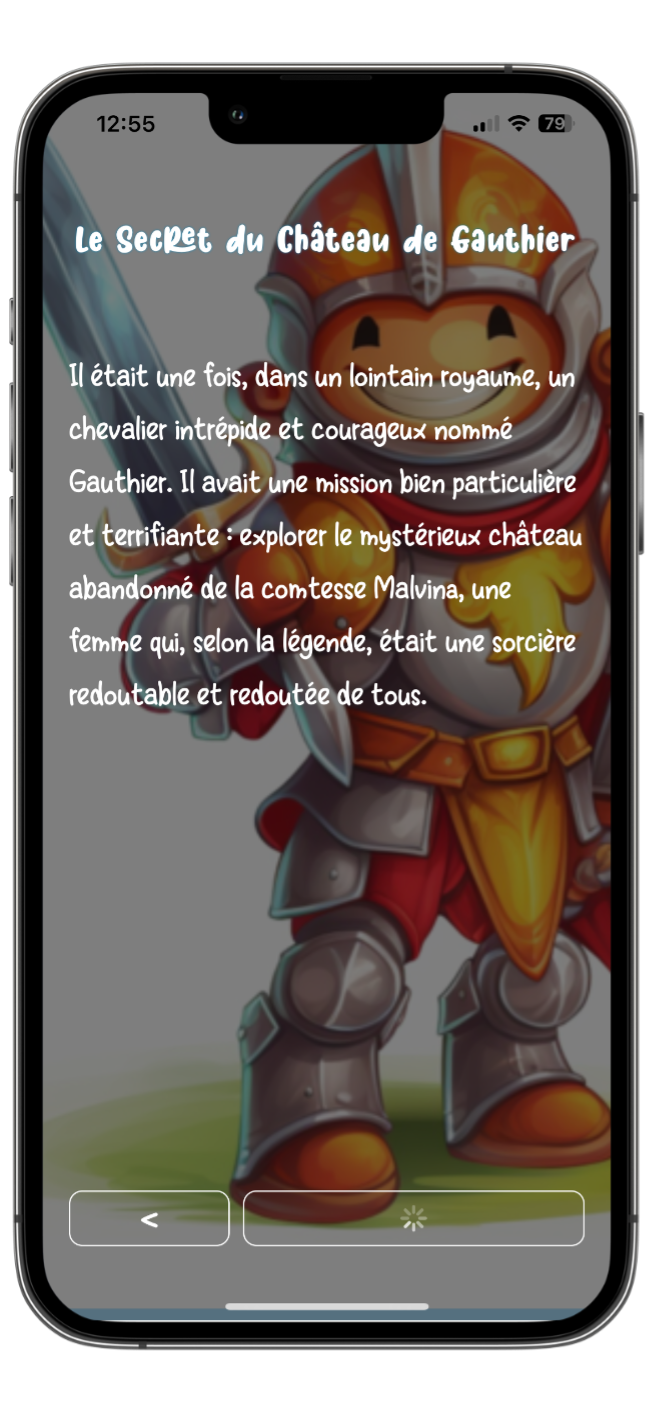 12:55
79
Le Secret du Château de Gauthier
Il était une fois, dans un lointain royaume, un
chevalier intrépide et courageux nommé
Gauthier. Il avait une mission bien particulière
et terrifiante : explorer le mystérieux château
abandonné de la comtesse Malvina, une
femme qui, selon la légende, était une sorcière
redoutable et redoutée de tous.
<